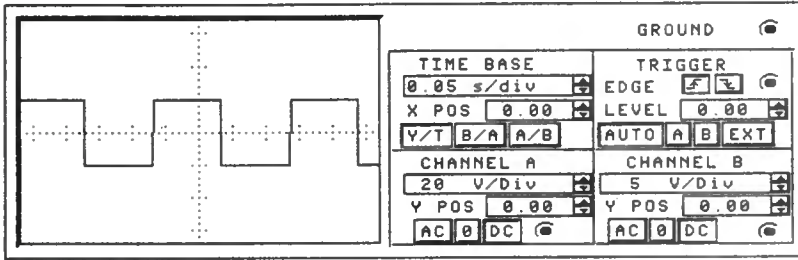 GROUND
TIME BASE
0.05 s/div
X POS 0.00
Y/T B/A A/B
TRIGGER
EDGE
LEVEL 0.00
AUTO A B EXT
CHANNEL A
20 V/Div
Y POS 0.00
AC 0 DC
CHANNEL B
5 V/Div
Y POS 0.00
AC 0 DC